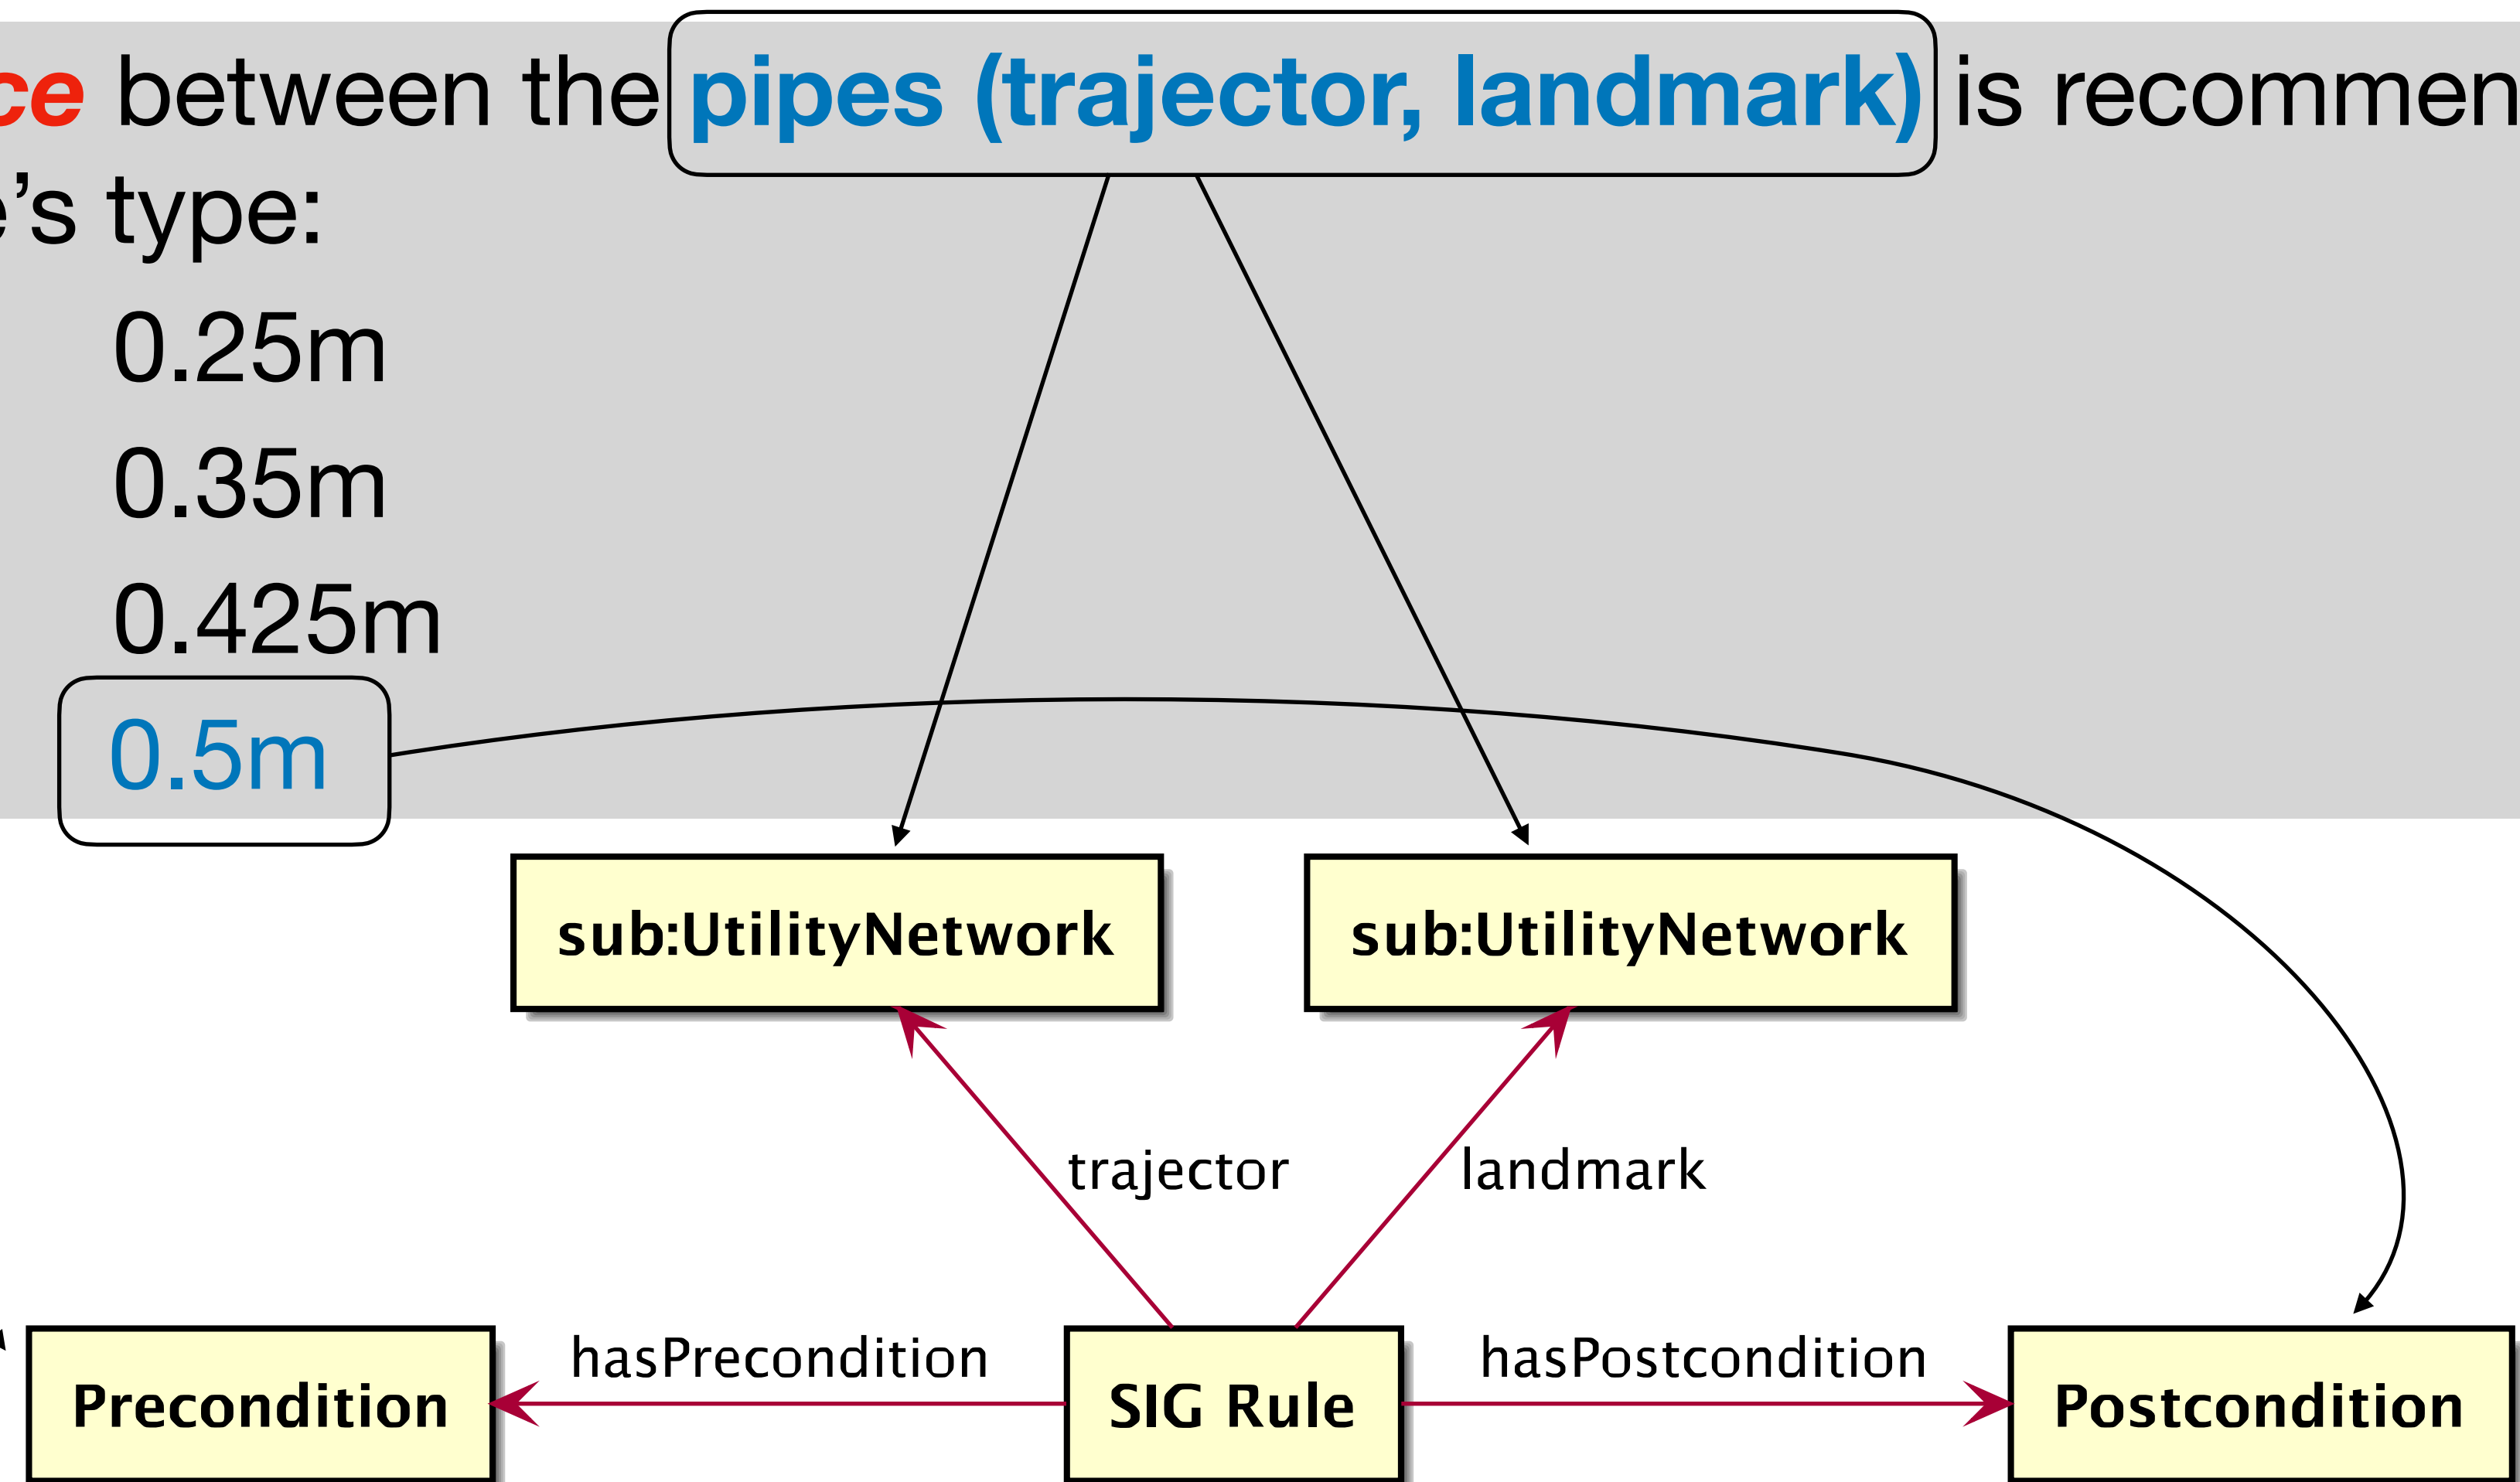 ce between the pipes (trajector, landmark) is recommen
e’s type:
0.25m
0.35m
0.425m
0.5m
sub:UtilityNetwork sub:UtilityNetwork
trajector landmark
hasPrecondition hasPostcondition
Precondition SIG Rule Postcondition